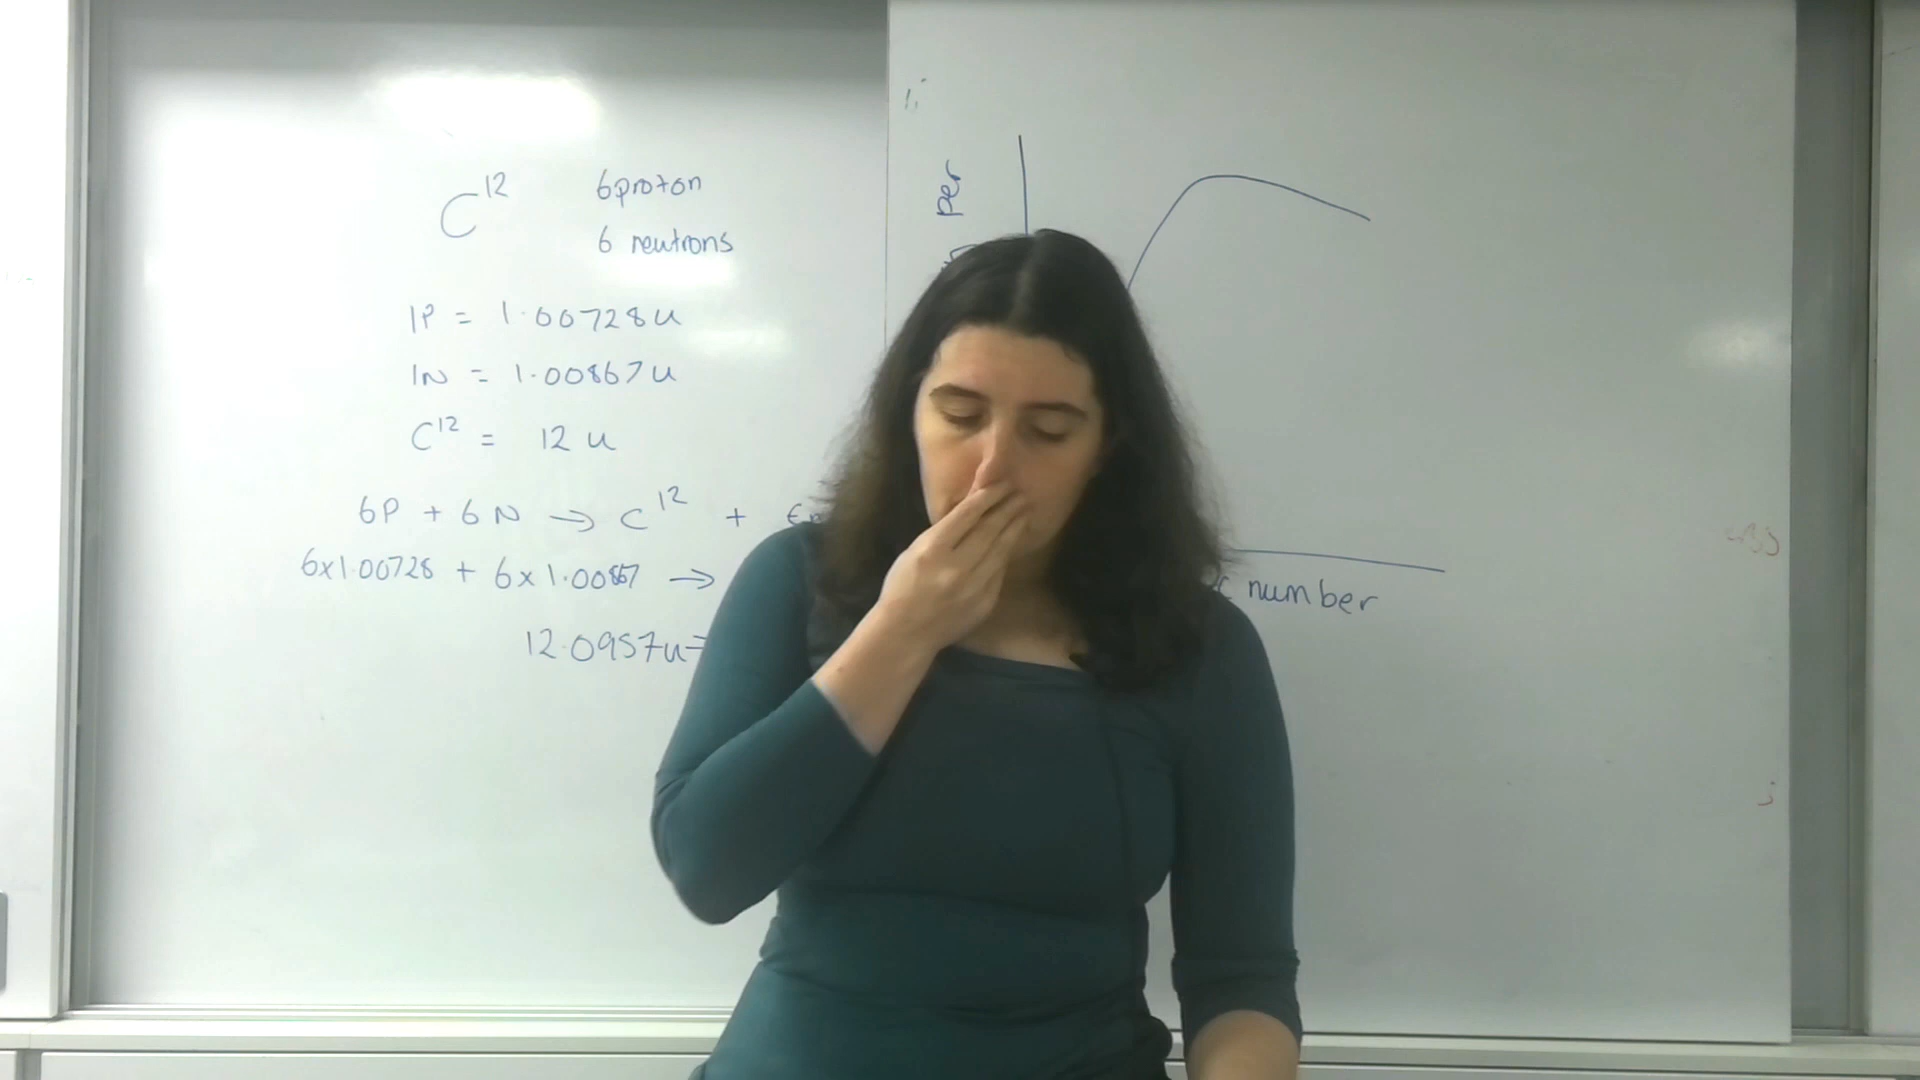 C¹² 6proton
6 neutrons
1P = 1.00728u
1N = 1.00867u
C¹² = 12 u
6P + 6N → C¹² +
6x1.00728 + 6x1.00867 →
12.0957u=
per
number